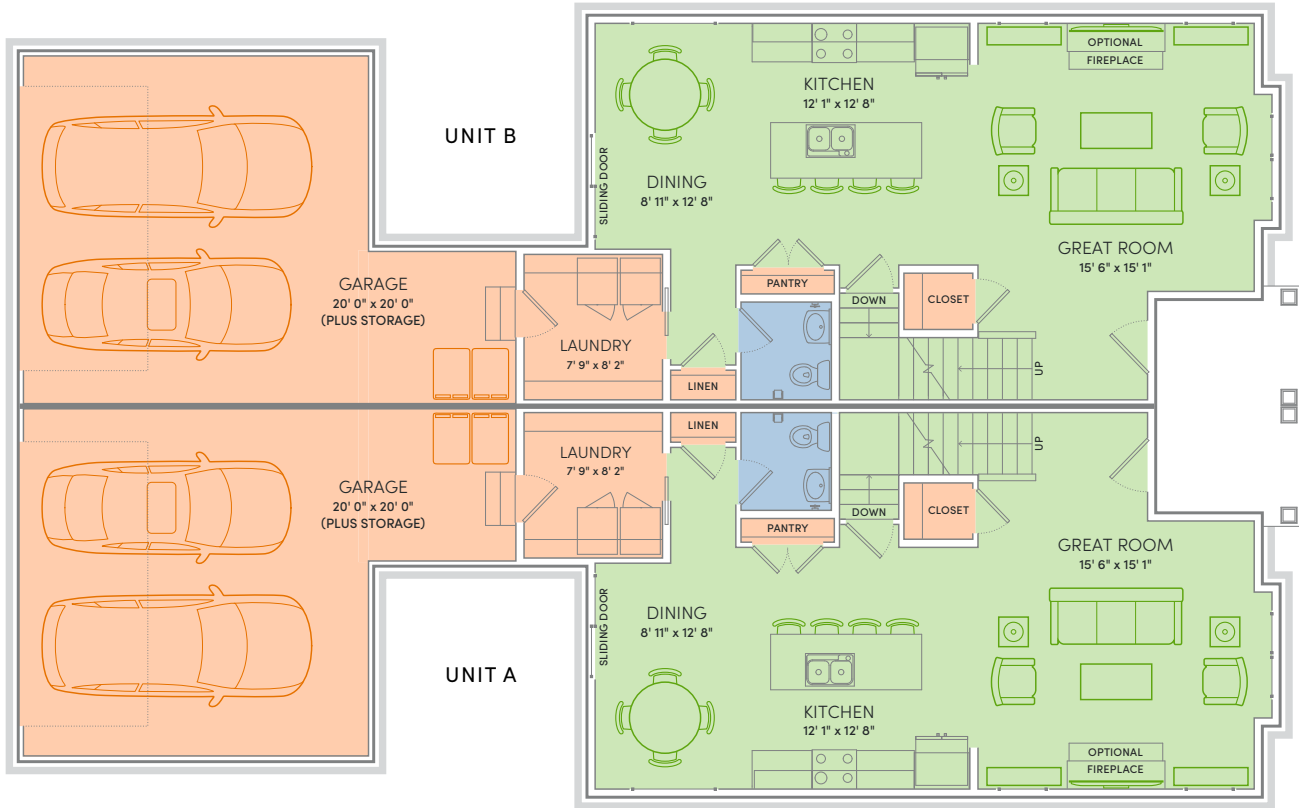 OPTIONAL
FIREPLACE
KITCHEN
12' 1" x 12' 8"
UNIT B
SLIDING DOOR
DINING
8' 11" x 12' 8"
GREAT ROOM
15' 6" x 15' 1"
GARAGE
20' 0" x 20' 0"
(PLUS STORAGE)
PANTRY
DOWN
CLOSET
LAUNDRY
7' 9" x 8' 2"
LINEN
UP
LINEN
UP
LAUNDRY
7' 9" x 8' 2"
GARAGE
20' 0" x 20' 0"
(PLUS STORAGE)
PANTRY
DOWN
CLOSET
GREAT ROOM
15' 6" x 15' 1"
SLIDING DOOR
DINING
8' 11" x 12' 8"
UNIT A
KITCHEN
12' 1" x 12' 8"
OPTIONAL
FIREPLACE